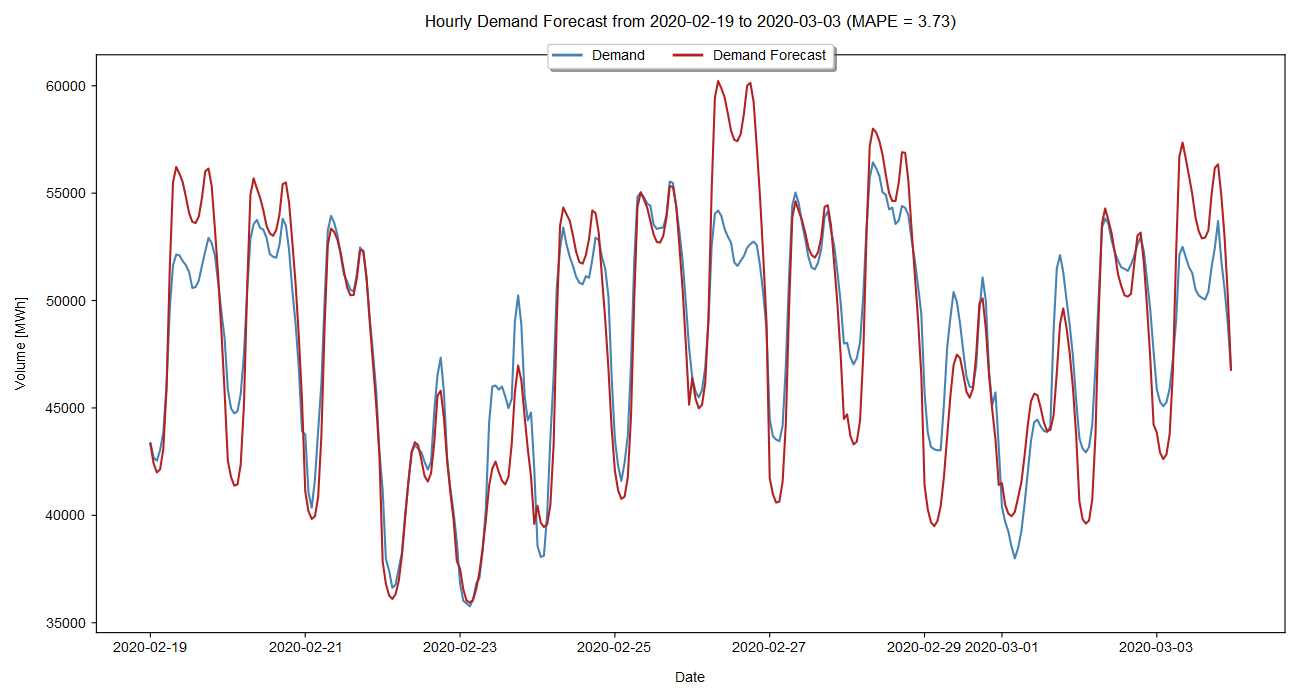 Hourly Demand Forecast from 2020-02-19 to 2020-03-03 (MAPE = 3.73)
Demand Demand Forecast
60000
55000
50000
45000
40000
35000
Volume [MWh]
2020-02-19 2020-02-21 2020-02-23 2020-02-25 2020-02-27 2020-02-29 2020-03-01 2020-03-03
Date